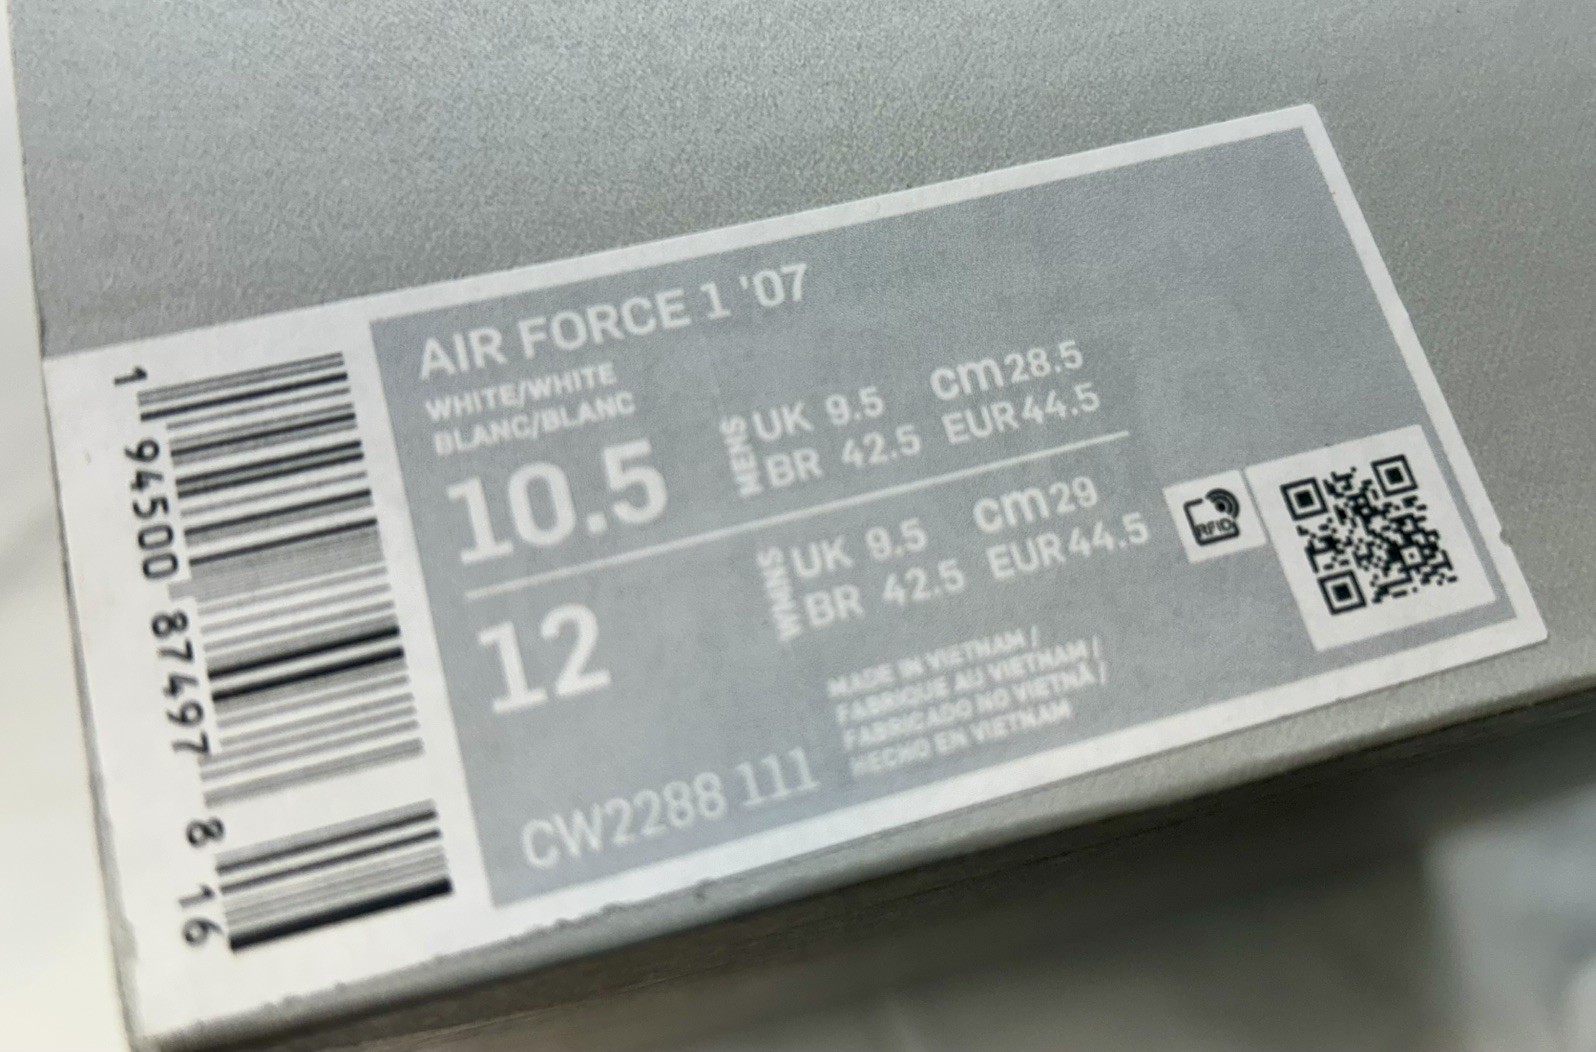 AIR FORCE 1 '07
WHITE/WHITE
BLANC/BLANC
10.5
MENS
UK 9.5 cm 28.5
BR 42.5 EUR 44.5
12
WMNS
UK 9.5 cm 29
BR 42.5 EUR 44.5
MADE IN VIETNAM /
FABRIQUE AU VIETNAM /
FABRICADO NO VIETNÃ /
HECHO EN VIETNAM
CW2288 111
RFID
1 94500 87497 8 16